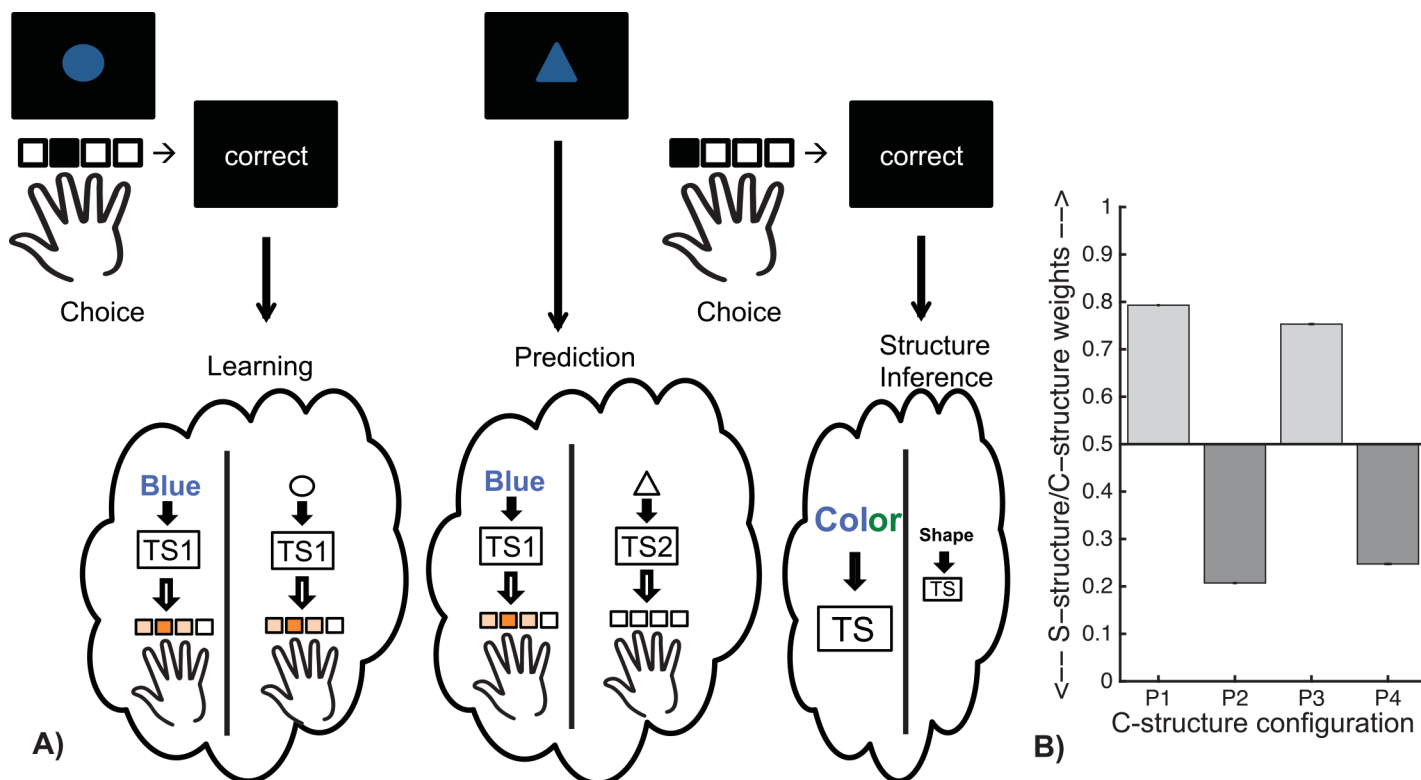 correct
correct
Choice
Choice
Learning
Prediction
Structure
Inference
Blue
TS1
TS1
Blue
TS1
TS2
Color
TS
Shape
TS
A)
<––– S–structure/C–structure weights –––>
1
0.9
0.8
0.7
0.6
0.5
0.4
0.3
0.2
0.1
0
P1 P2 P3 P4
C-structure configuration
B)